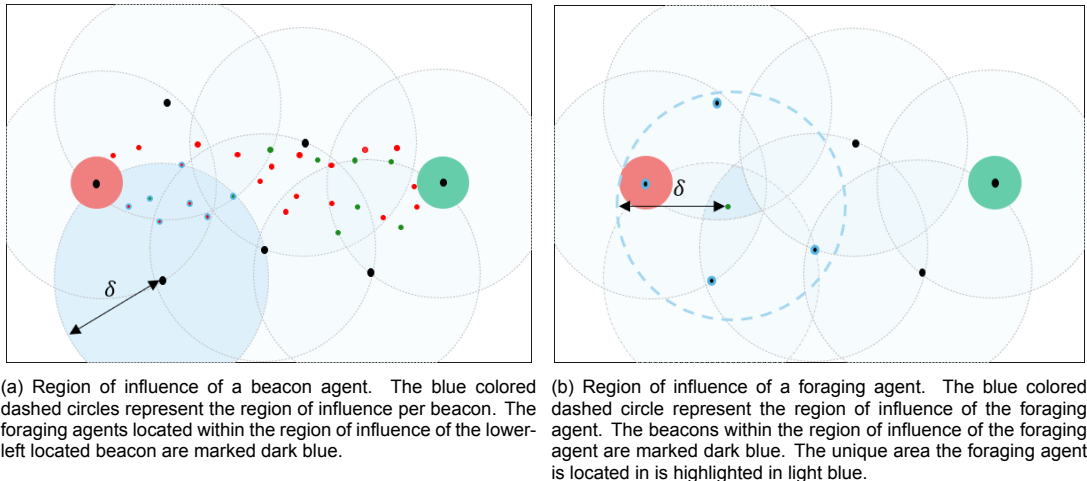 δ
δ
(a) Region of influence of a beacon agent. The blue colored
dashed circles represent the region of influence per beacon. The
foraging agents located within the region of influence of the lower-
left located beacon are marked dark blue.
(b) Region of influence of a foraging agent. The blue colored
dashed circle represent the region of influence of the foraging
agent. The beacons within the region of influence of the foraging
agent are marked dark blue. The unique area the foraging agent
is located in is highlighted in light blue.